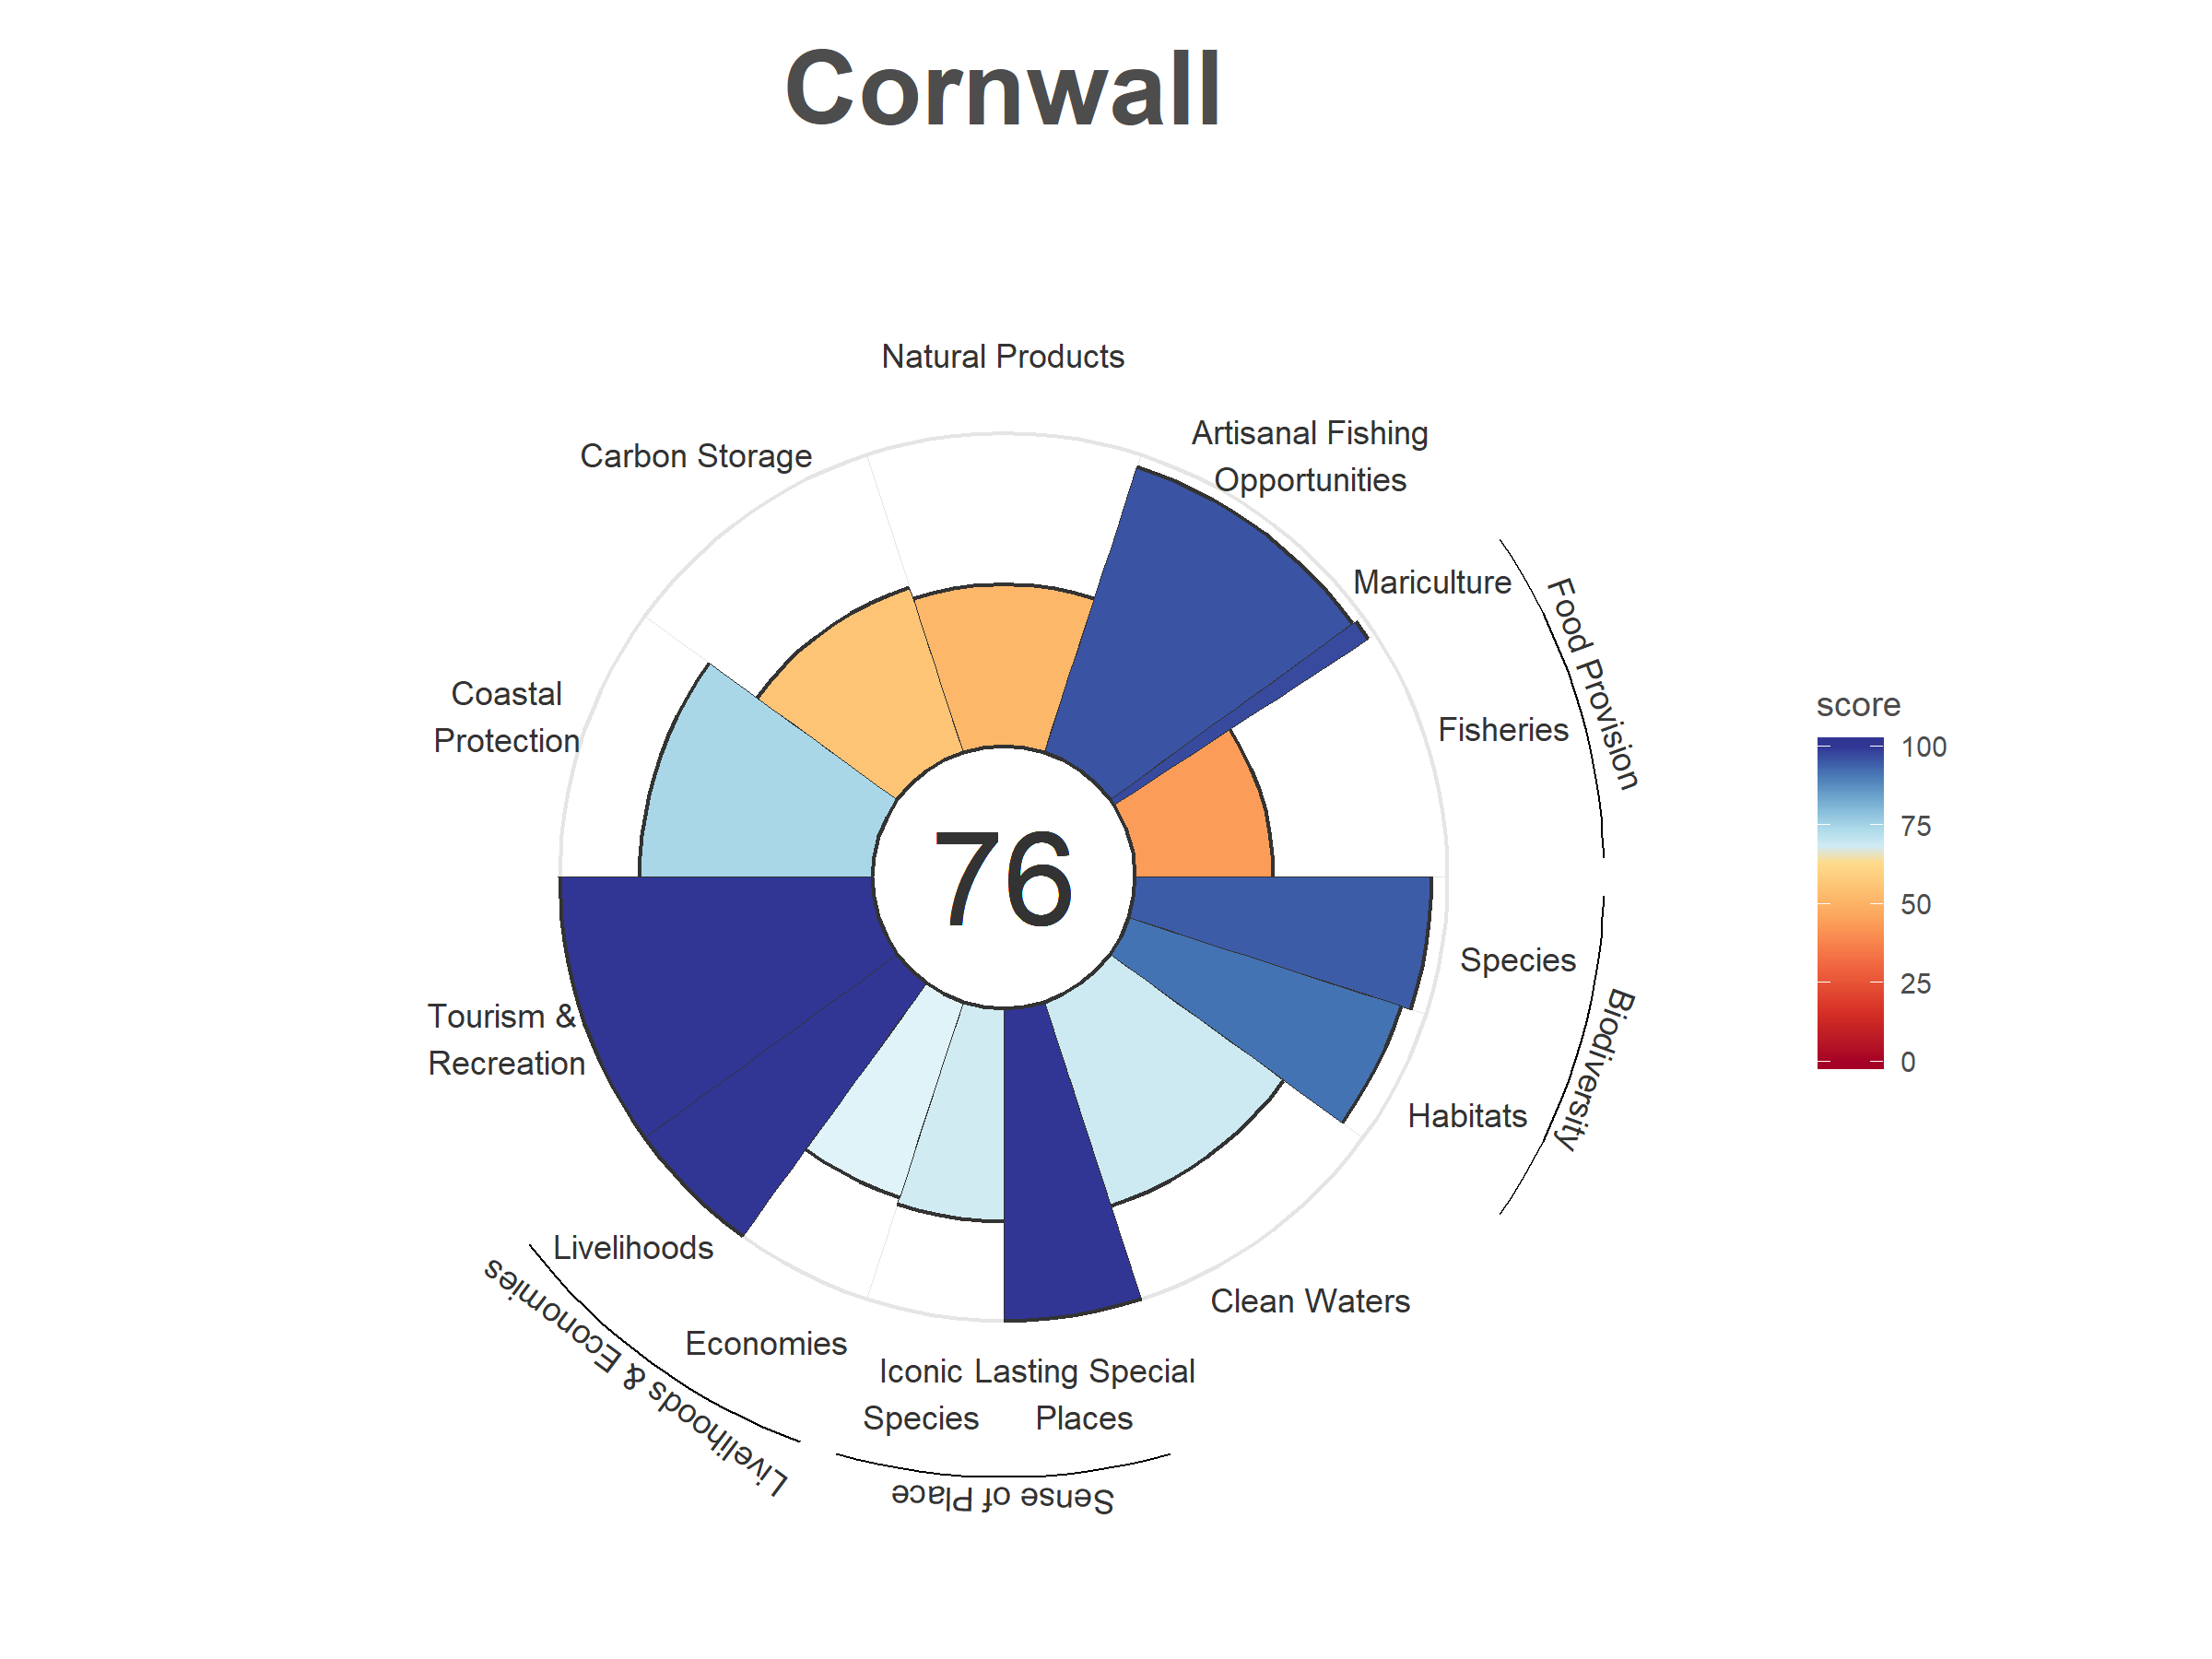 Cornwall
Natural Products
Artisanal Fishing
Opportunities
Carbon Storage
Mariculture
Food Provision
Fisheries
Coastal
Protection
score
100
75
50
25
0
76
Species
Biodiversity
Habitats
Tourism &
Recreation
Livelihoods
Livelihoods & Economies
Economies
Clean Waters
Iconic
Species
Lasting Special
Places
Sense of Place